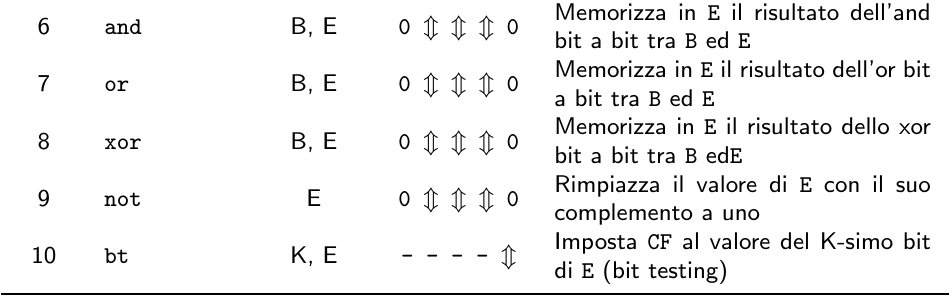 6 and B, E 0 ⇕ ⇕ ⇕ 0 Memorizza in E il risultato dell'and
bit a bit tra B ed E
7 or B, E 0 ⇕ ⇕ ⇕ 0 Memorizza in E il risultato dell'or bit
a bit tra B ed E
8 xor B, E 0 ⇕ ⇕ ⇕ 0 Memorizza in E il risultato dello xor
bit a bit tra B edE
9 not E 0 ⇕ ⇕ ⇕ 0 Rimpiazza il valore di E con il suo
complemento a uno
10 bt K, E - - - - ⇕ Imposta CF al valore del K-simo bit
di E (bit testing)